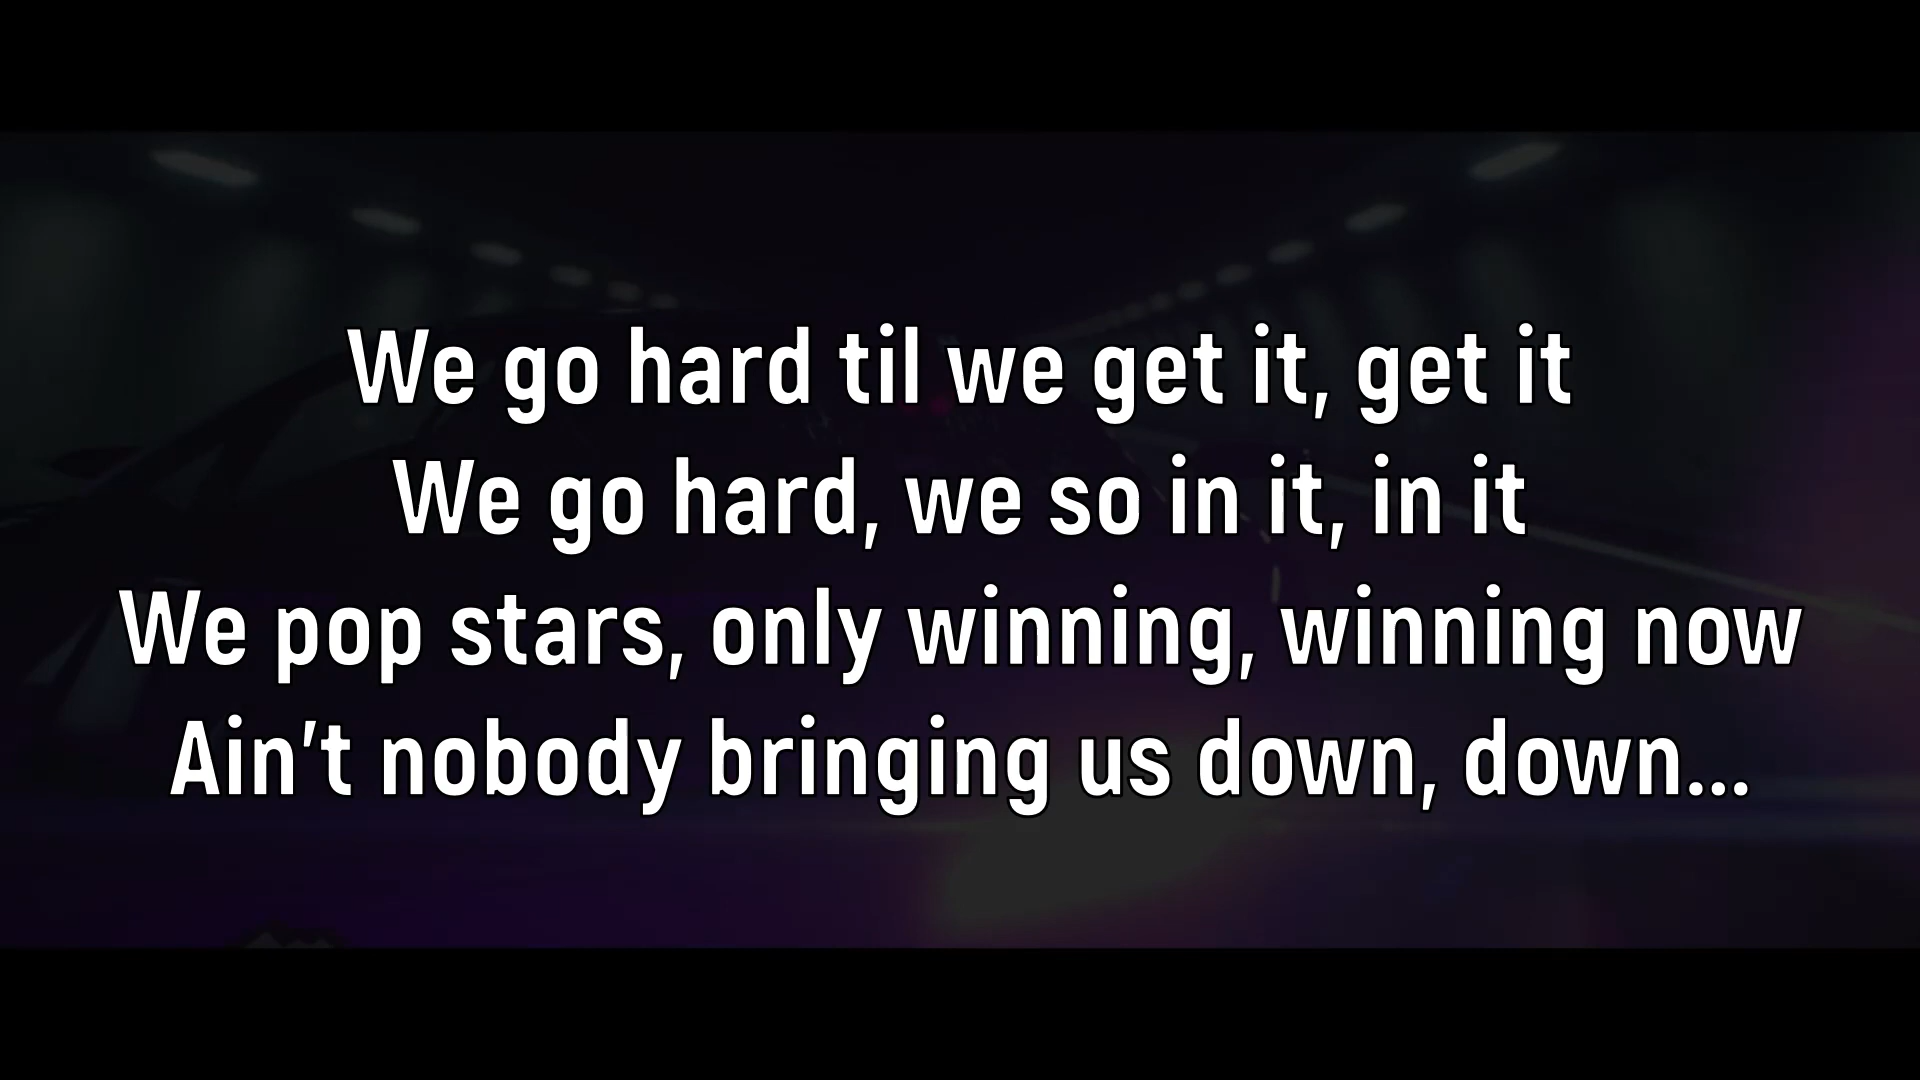 We go hard til we get it, get it
We go hard, we so in it, in it
We pop stars, only winning, winning now
Ain't nobody bringing us down, down...